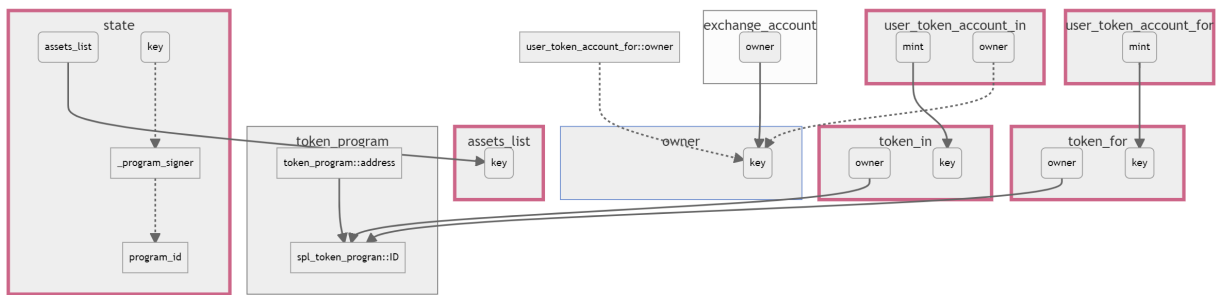 state
assets_list
key
_program_signer
program_id
token_program
token_program::address
spl_token_progran::ID
assets_list
key
user_token_account_for::owner
exchange_account
owner
owner
key
user_token_account_in
mint
owner
token_in
owner
key
user_token_account_for
mint
token_for
owner
key